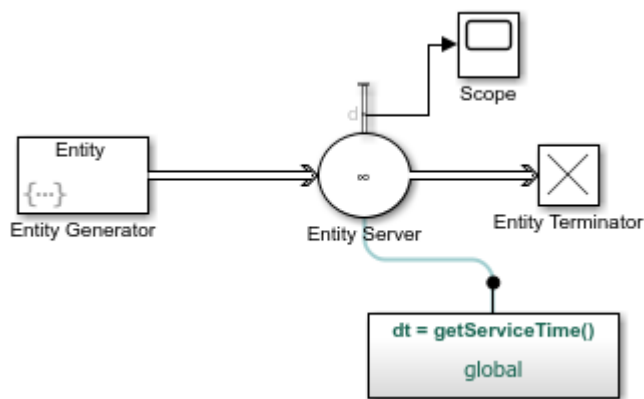 Scope
d
Entity
{...}
Entity Generator
∞
Entity Server
Entity Terminator
dt = getServiceTime()
global